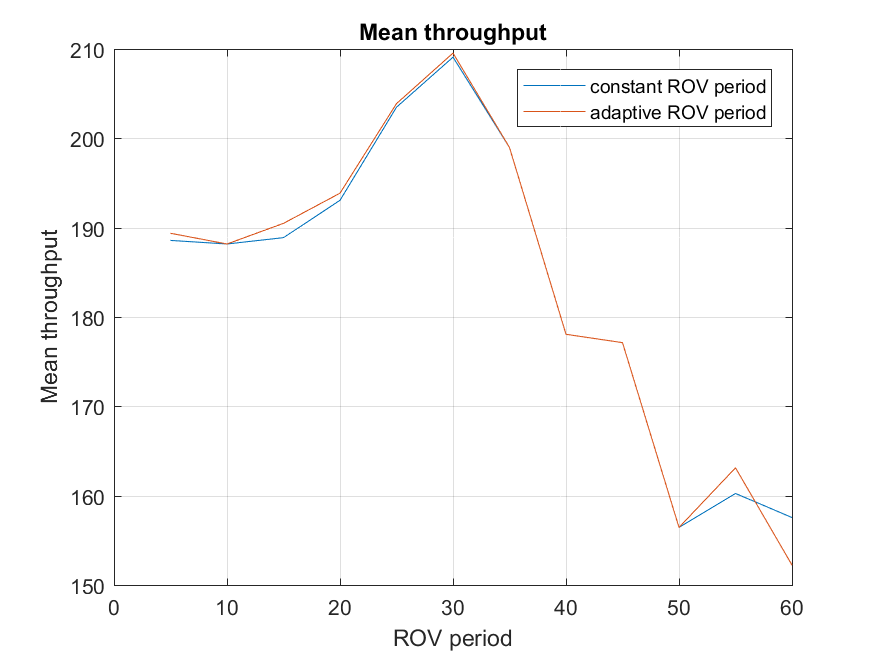 Mean throughput
210
200
190
180
170
160
150
Mean throughput
constant ROV period
adaptive ROV period
0 10 20 30 40 50 60
ROV period